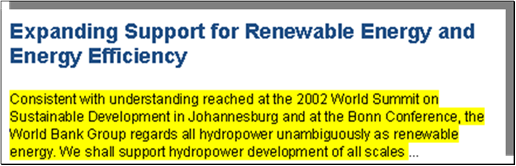 Expanding Support for Renewable Energy and
Energy Efficiency
Consistent with understanding reached at the 2002 World Summit on
Sustainable Development in Johannesburg and at the Bonn Conference, the
World Bank Group regards all hydropower unambiguously as renewable
energy. We shall support hydropower development of all scales ...